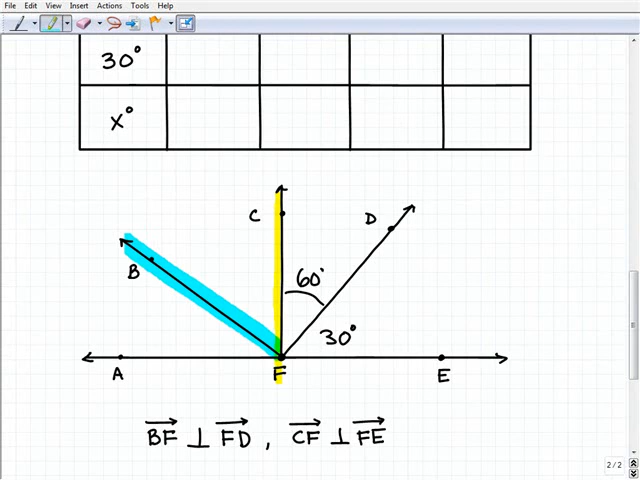 File Edit View Insert Actions Tools Help
30°
x°
C
D
B
60°
30°
A
F
E
BF ⊥ FD, CF ⊥ FE
2 / 2